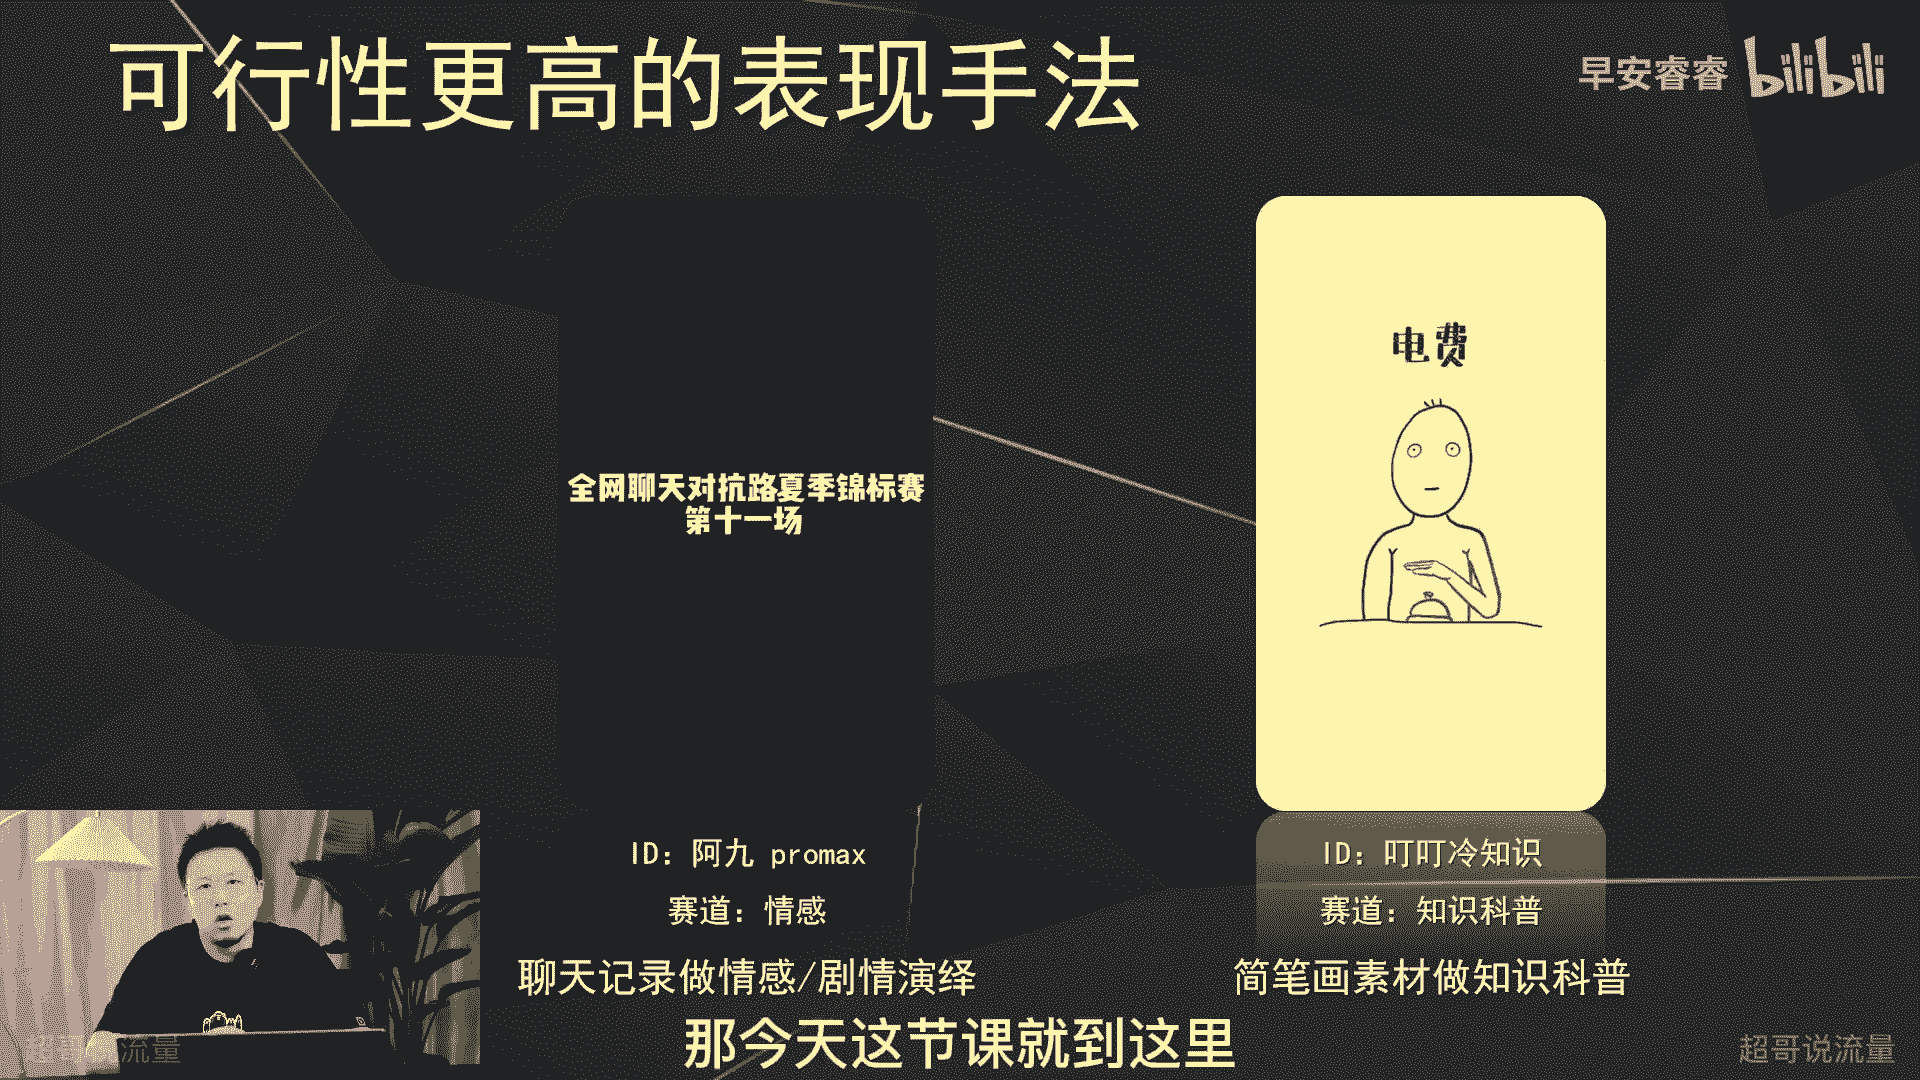 可行性更高的表现手法
早安睿睿 bilibili
全网聊天对抗路夏季锦标赛
第十一场
电费
ID: 阿九 promax
赛道: 情感
聊天记录做情感/剧情演绎
ID: 叮叮冷知识
赛道: 知识科普
简笔画素材做知识科普
那今天这节课就到这里
超哥说流量
超哥说流量